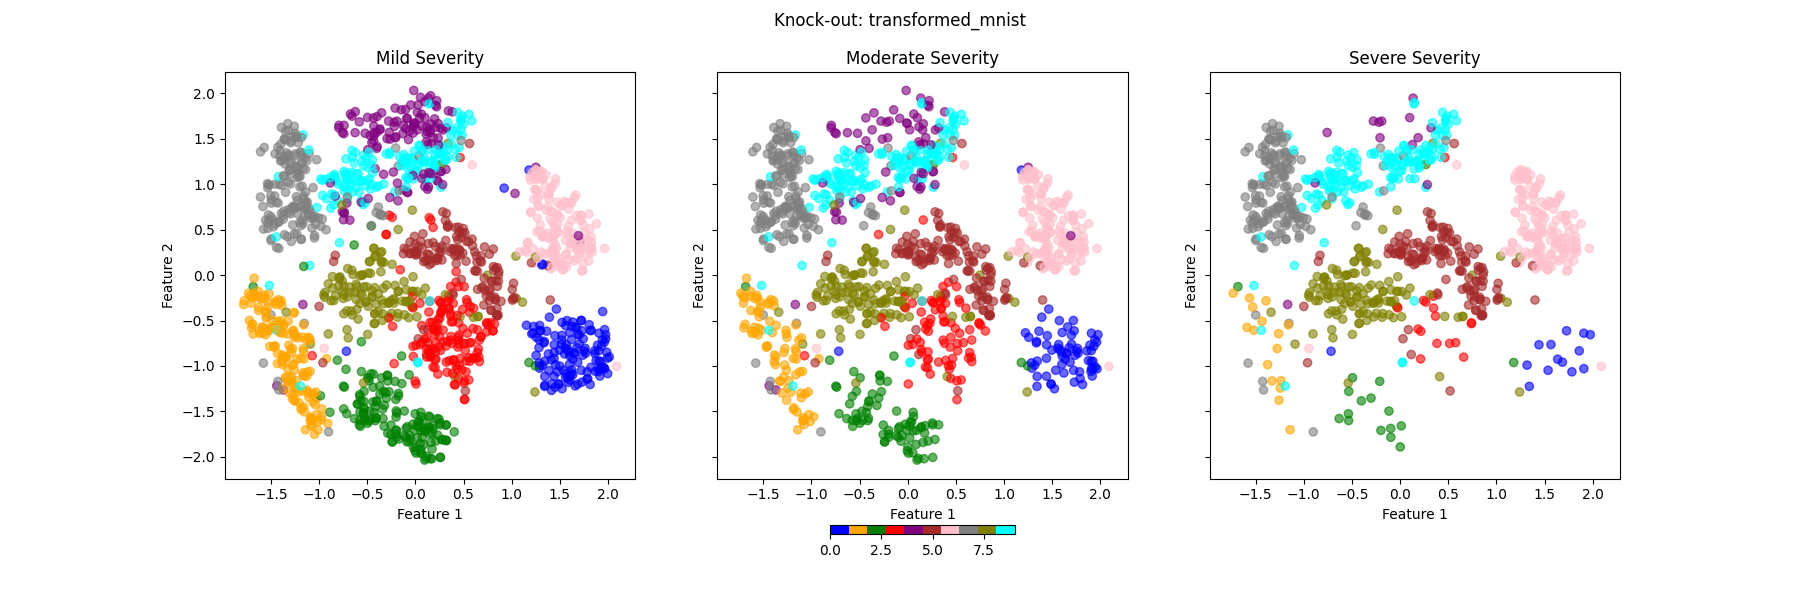 Knock-out: transformed_mnist
Mild Severity
Moderate Severity
Severe Severity
Feature 2
2.0
1.5
1.0
0.5
0.0
−0.5
−1.0
−1.5
−2.0
Feature 2
Feature 2
−1.5 −1.0 −0.5 0.0 0.5 1.0 1.5 2.0
−1.5 −1.0 −0.5 0.0 0.5 1.0 1.5 2.0
−1.5 −1.0 −0.5 0.0 0.5 1.0 1.5 2.0
Feature 1
Feature 1
Feature 1
0.0 2.5 5.0 7.5